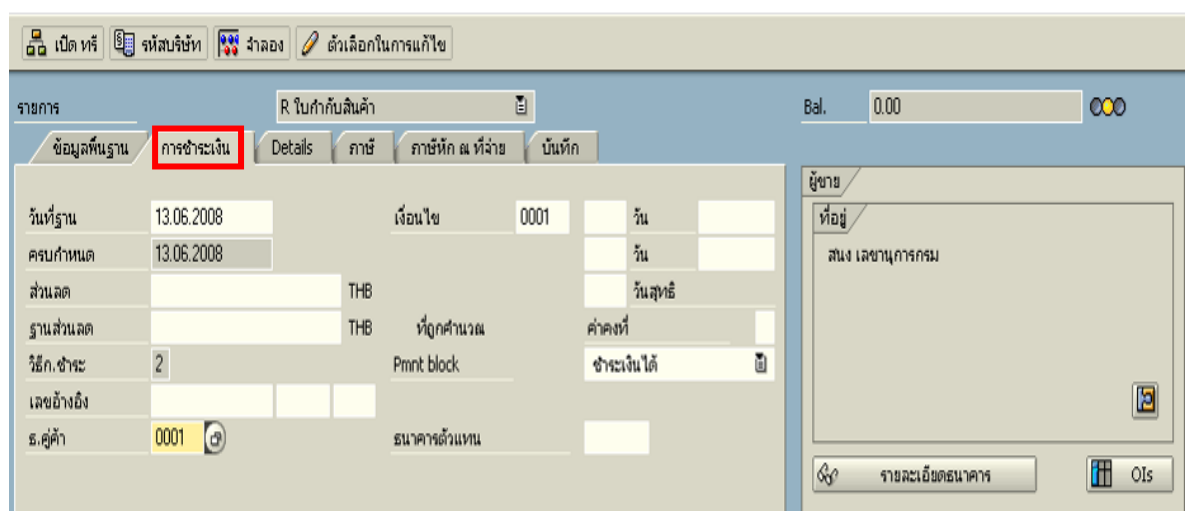 เปิด ทรี รหัสบริษัท จำลอง ตัวเลือกในการแก้ไข
รายการ R ใบกำกับสินค้า Bal. 0.00
ข้อมูลพื้นฐาน การชำระเงิน Details ภาษี ภาษีหัก ณ ที่จ่าย บันทึก
ผู้ขาย
วันที่ฐาน 13.06.2008 เงื่อนไข 0001 วัน ที่อยู่
ครบกำหนด 13.06.2008 วัน สนง เลขานุการกรม
ส่วนลด THB วันสุทธิ
ฐานส่วนลด THB ที่ถูกคำนวณ ค่าคงที่
วิธีก.ชำระ 2 Pmnt block ชำระเงินได้
เลขอ้างอิง
ธ.คู่ค้า 0001 ธนาคารตัวแทน
รายละเอียดธนาคาร OIs